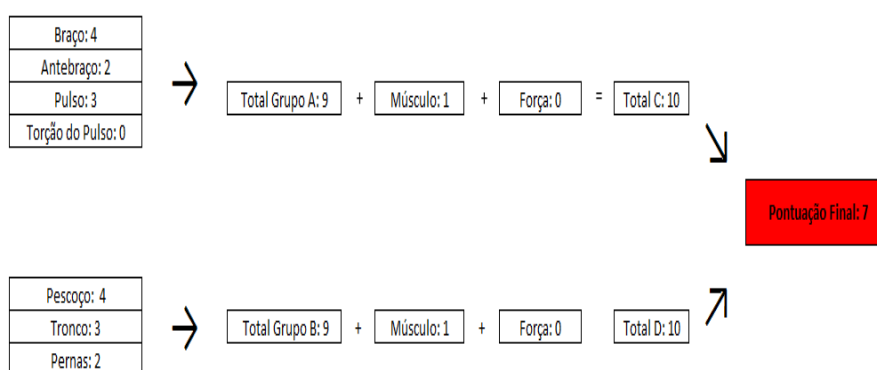 Braço: 4
Antebraço: 2
Pulso: 3
Torção do Pulso: 0
Total Grupo A: 9 + Músculo: 1 + Força: 0 = Total C: 10
Pontuação Final: 7
Pescoço: 4
Tronco: 3
Pernas: 2
Total Grupo B: 9 + Músculo: 1 + Força: 0 Total D: 10